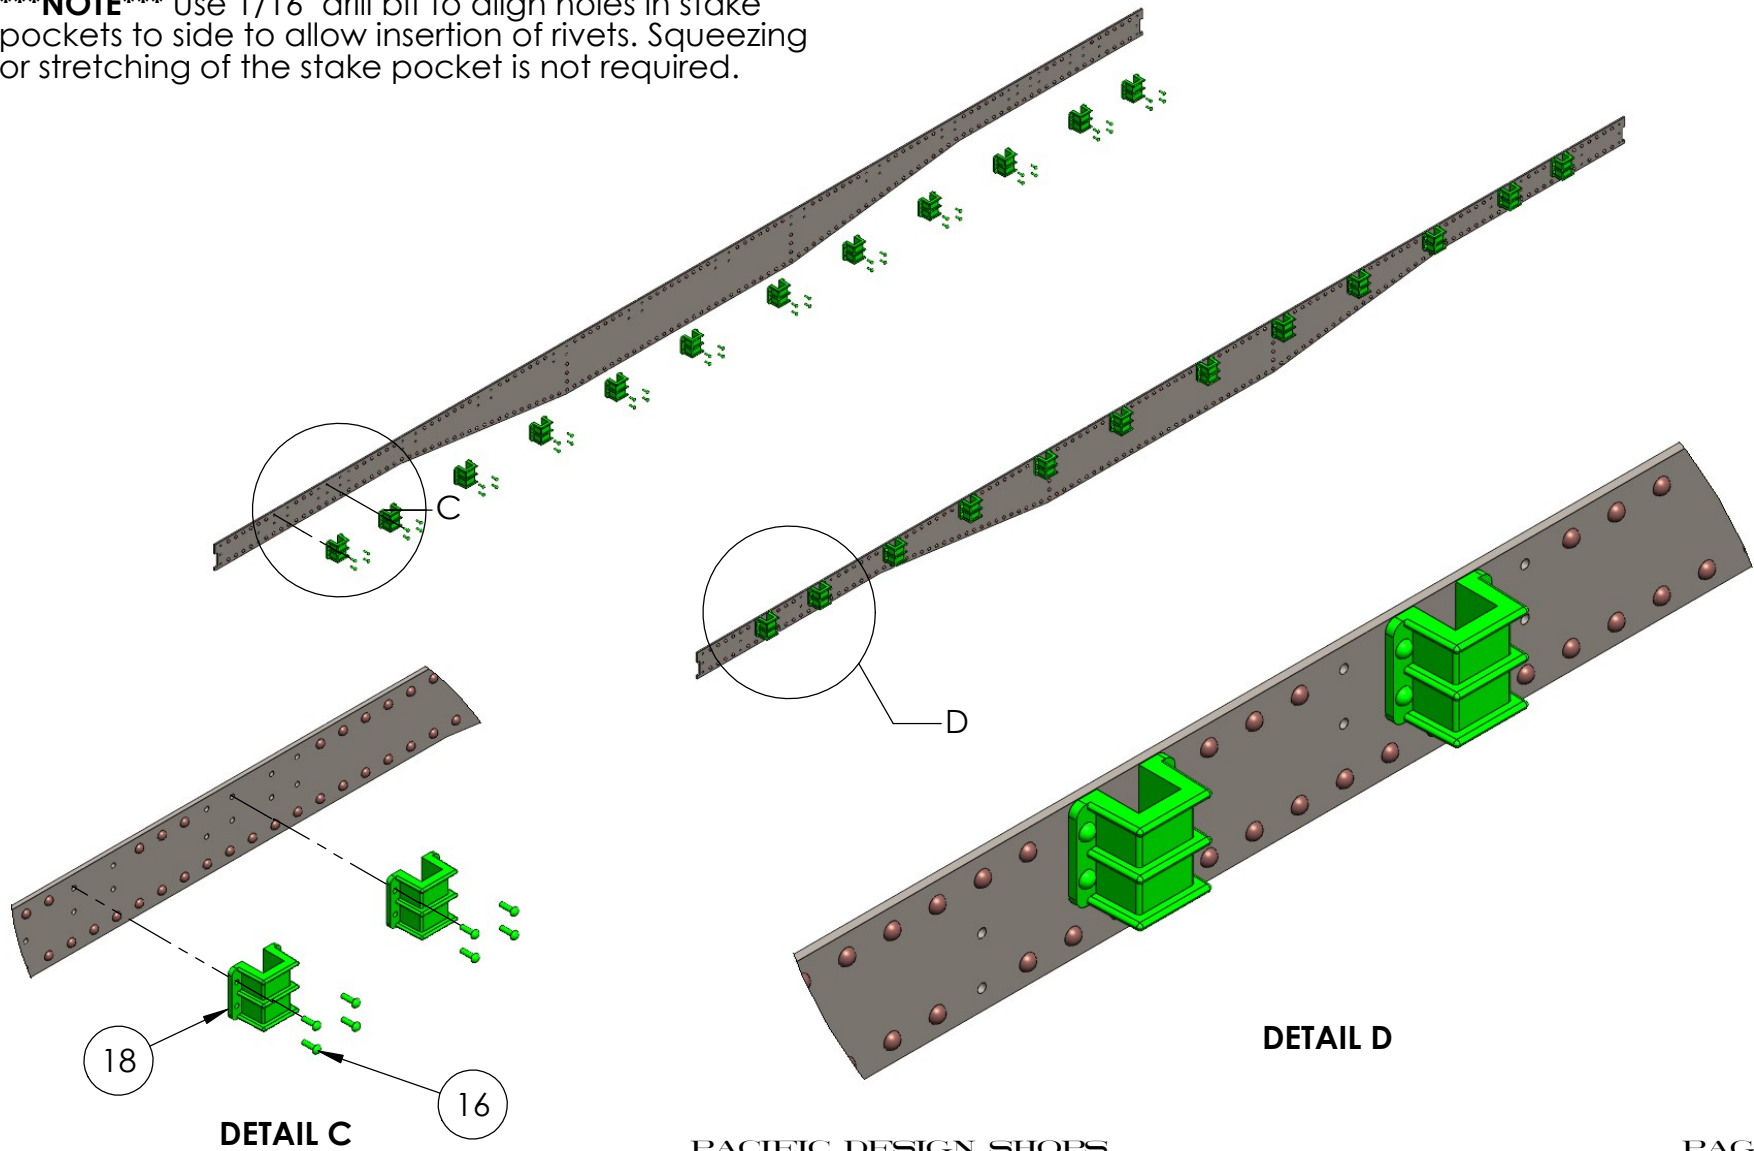 ***NOTE*** Use 1/16" drill bit to align holes in stake
pockets to side to allow insertion of rivets. Squeezing
or stretching of the stake pocket is not required.
C
D
18
16
DETAIL C
DETAIL D
PACIFIC DESIGN SHOPS
PAG